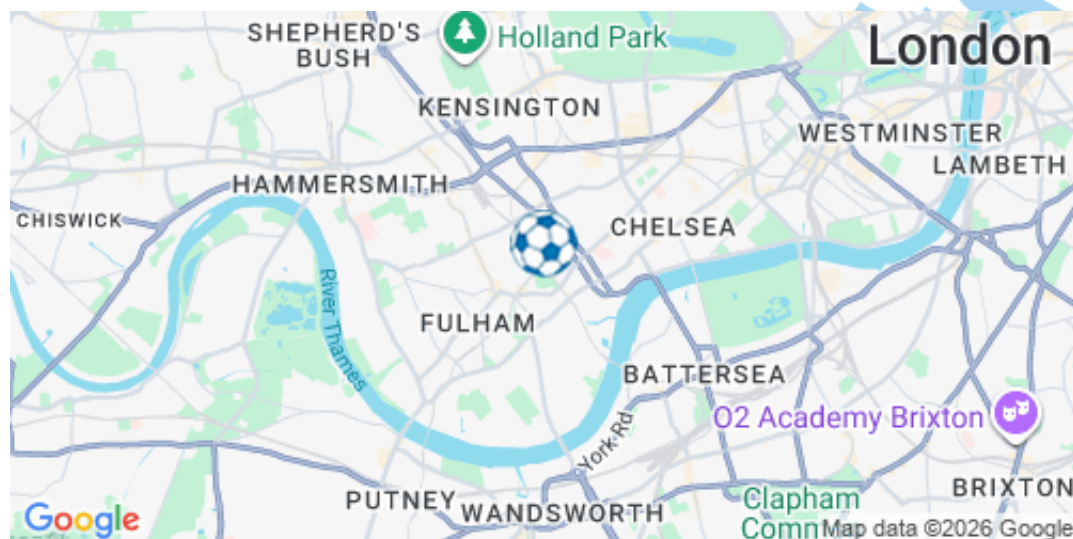 SHEPHERD'S
BUSH
Holland Park
London
KENSINGTON
WESTMINSTER
LAMBETH
HAMMERSMITH
CHISWICK
CHELSEA
River Thames
FULHAM
BATTERSEA
O2 Academy Brixton
York Rd
PUTNEY
WANDSWORTH
Clapham
Comm
BRIXTON
Google
Map data ©2026 Google